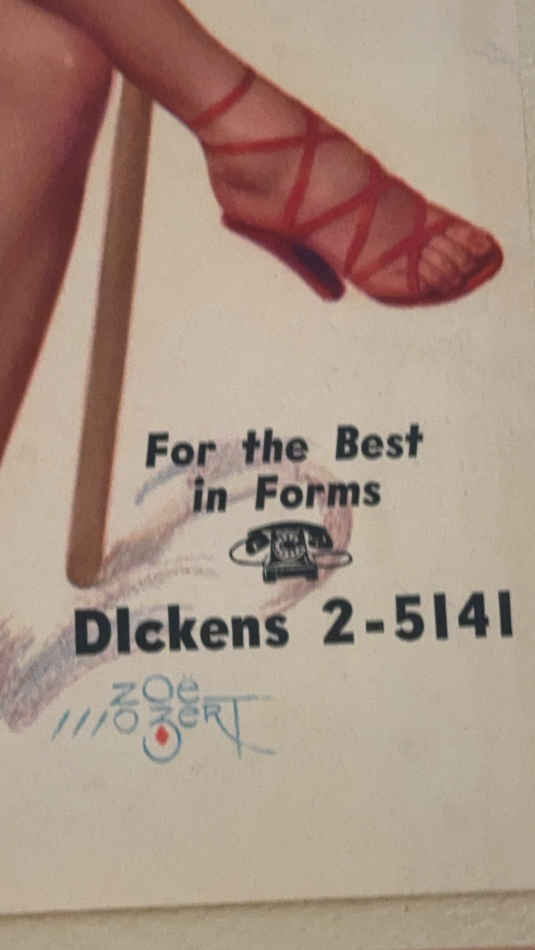 For the Best
in Forms
DIckens 2-5141
ZOË
MOZERT